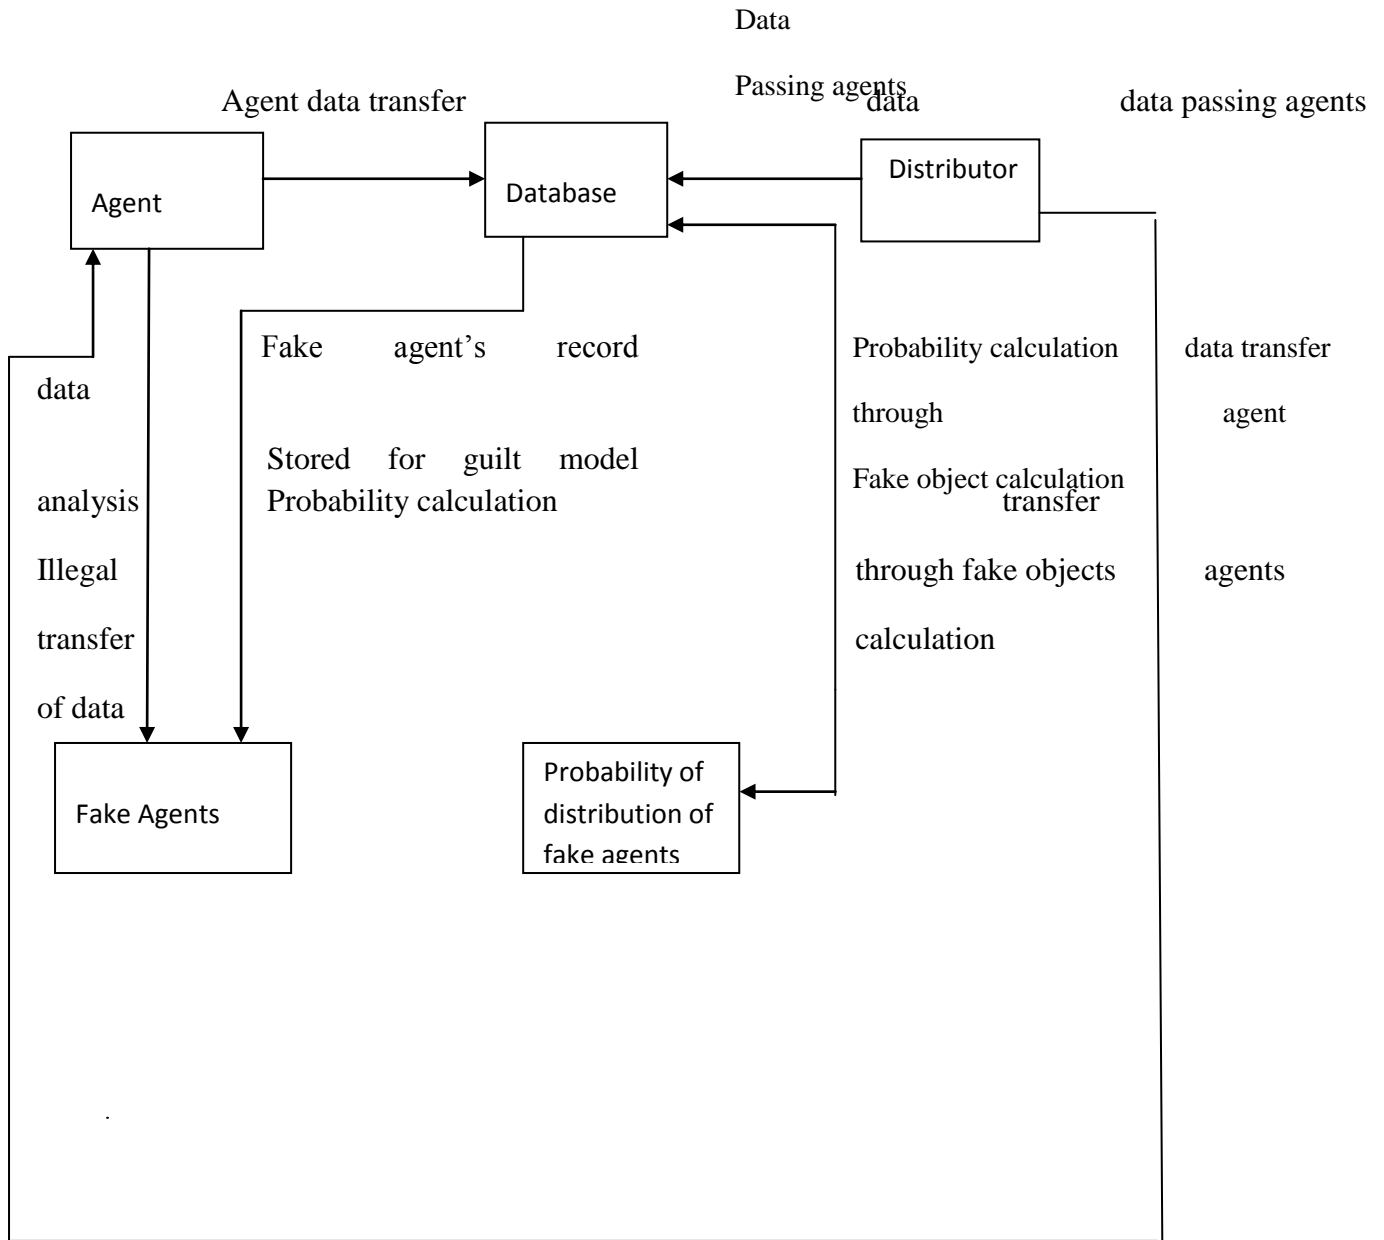 Data
Passing agents
Agent data transfer data data passing agents
Agent
Database
Distributor
Fake agent’s record
data
Stored for guilt model
analysis Probability calculation
Illegal
transfer
of data
Probability calculation data transfer
through agent
Fake object calculation
transfer
through fake objects agents
calculation
Fake Agents
Probability of
distribution of
fake agents